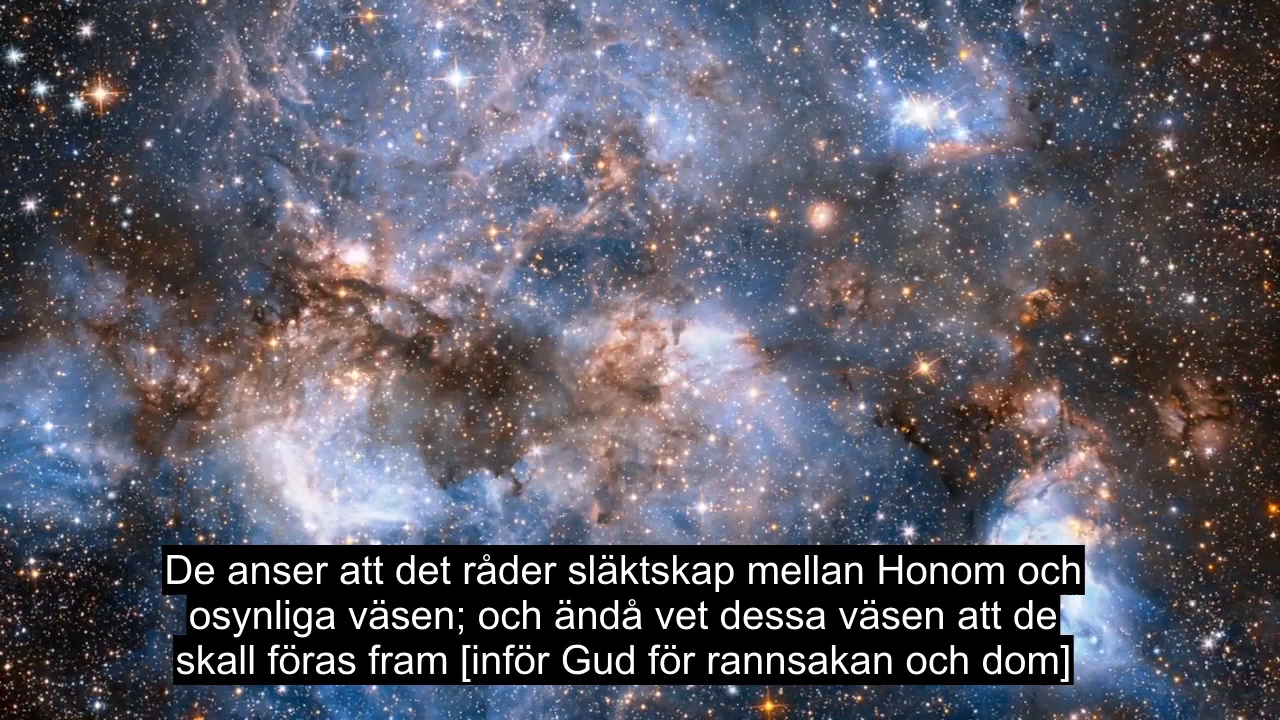 De anser att det råder släktskap mellan Honom och
osynliga väsen; och ändå vet dessa väsen att de
skall föras fram [inför Gud för rannsakan och dom]